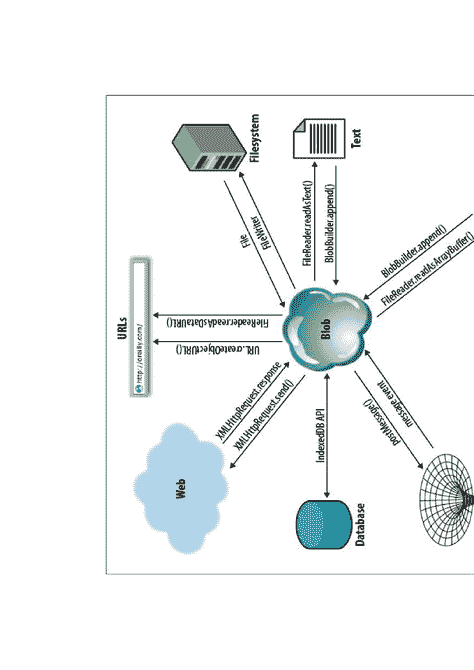 Web
URLs
http://oreilly.com/
Filesystem
XMLHttpRequest.response
XMLHttpRequest.send()
URL.createObjectURL()
FileReader.readAsDataURL()
File
FileWriter
Database
IndexedDB API
Blob
FileReader.readAsText()
BlobBuilder.append()
Text
postMessage()
message event
BlobBuilder.append()
FileReader.readAsArrayBuffer()